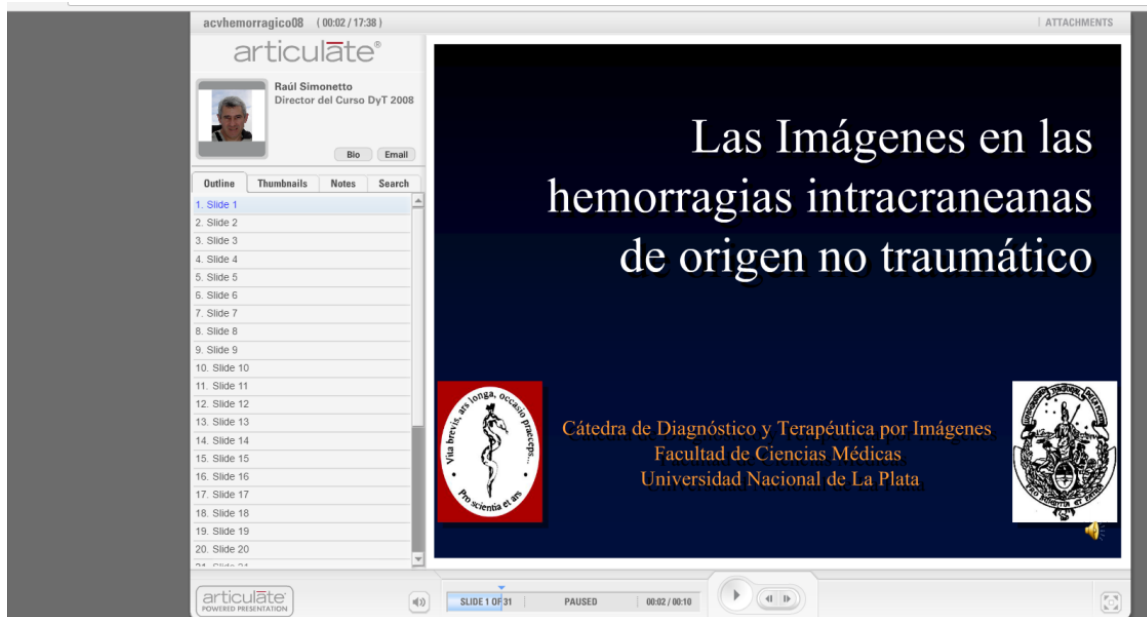 acvhemorragico08 ( 00:02 / 17:38 )
ATTACHMENTS
articulate®
Raúl Simonetto
Director del Curso DyT 2008
Bio Email
Outline Thumbnails Notes Search
1. Slide 1
2. Slide 2
3. Slide 3
4. Slide 4
5. Slide 5
6. Slide 6
7. Slide 7
8. Slide 8
9. Slide 9
10. Slide 10
11. Slide 11
12. Slide 12
13. Slide 13
14. Slide 14
15. Slide 15
16. Slide 16
17. Slide 17
18. Slide 18
19. Slide 19
20. Slide 20
21. Slide 21
Las Imágenes en las
hemorragias intracraneanas
de origen no traumático
Vita brevis, ars longa, occasio praeceps...
Pro scientia et ars
Cátedra de Diagnóstico y Terapéutica por Imágenes
Facultad de Ciencias Médicas
Universidad Nacional de La Plata
articulate
POWERED PRESENTATION
SLIDE 1 OF 31 PAUSED 00:02 / 00:10